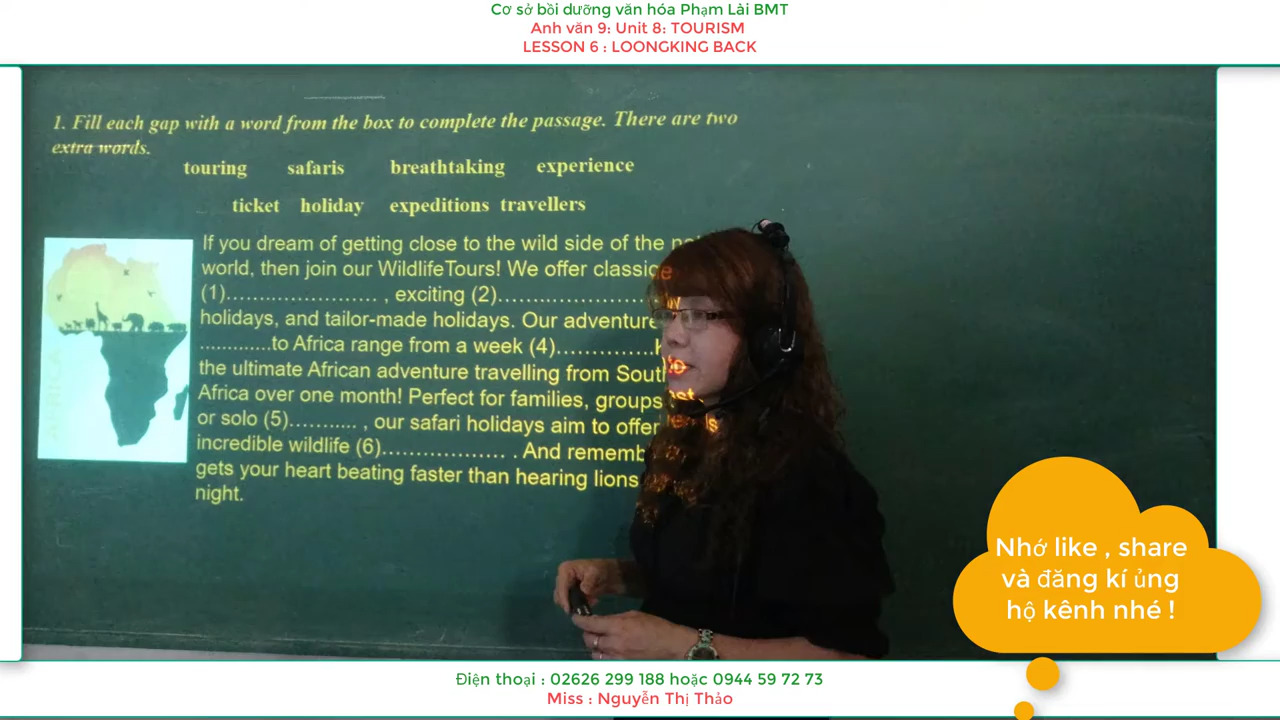 Cơ sở bồi dưỡng văn hóa Phạm Lài BMT
Anh văn 9: Unit 8: TOURISM
LESSON 6 : LOONGKING BACK
1. Fill each gap with a word from the box to complete the passage. There are two
extra words.
touring safaris breathtaking experience
ticket holiday expeditions travellers
If you dream of getting close to the wild side of the
world, then join our WildlifeTours! We offer classic
(1)………………… , exciting (2)…………………
holidays, and tailor-made holidays. Our adventure
………….to Africa range from a week (4)…………..
the ultimate African adventure travelling from South
Africa over one month! Perfect for families, groups
or solo (5)……….... , our safari holidays aim to offer
incredible wildlife (6)……………… . And remember
gets your heart beating faster than hearing lions
night.
AFRICA
Nhớ like , share
và đăng kí ủng
hộ kênh nhé !
Điện thoại : 02626 299 188 hoặc 0944 59 72 73
Miss : Nguyễn Thị Thảo